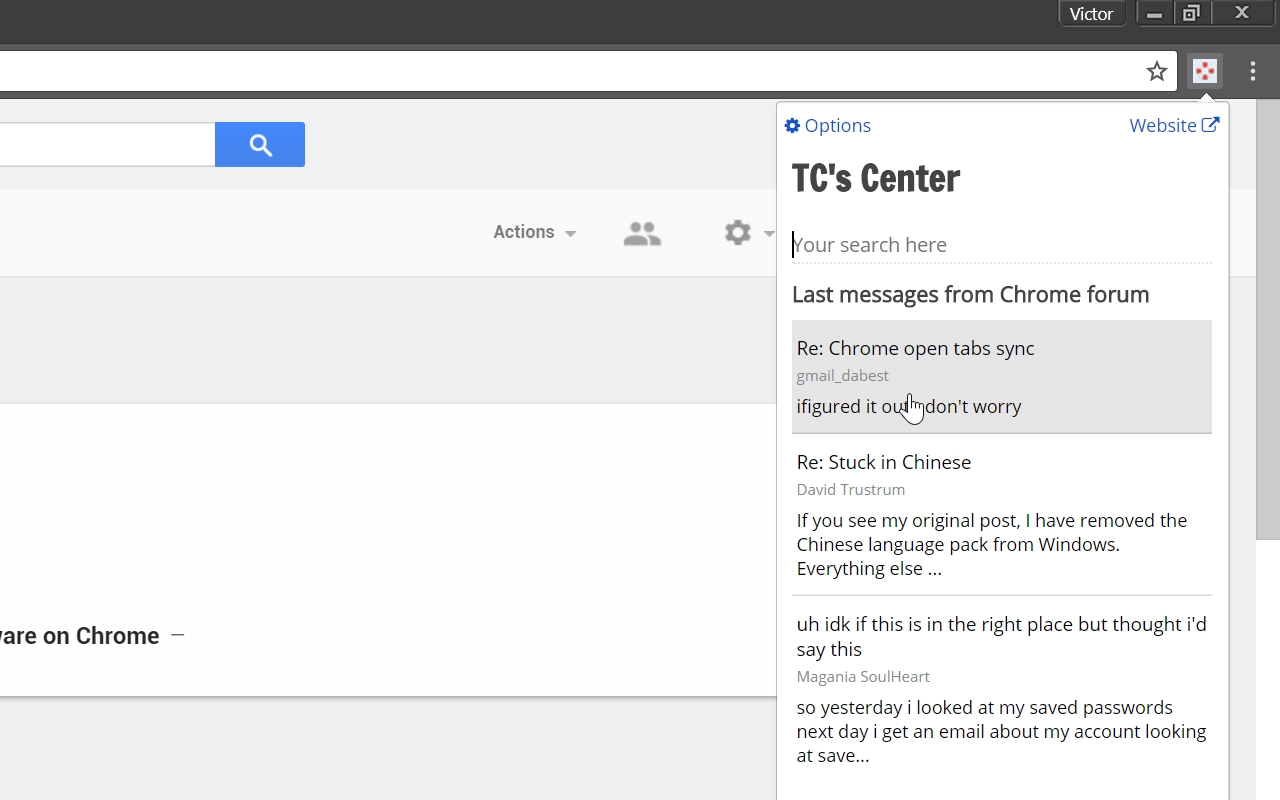 Victor
Options
Website
TC's Center
Actions
Your search here
Last messages from Chrome forum
Re: Chrome open tabs sync
gmail_dabest
ifigured it out don't worry
Re: Stuck in Chinese
David Trustrum
If you see my original post, I have removed the
Chinese language pack from Windows.
Everything else ...
uh idk if this is in the right place but thought i'd
say this
Magania SoulHeart
on Chrome –
so yesterday i looked at my saved passwords
next day i get an email about my account looking
at save...